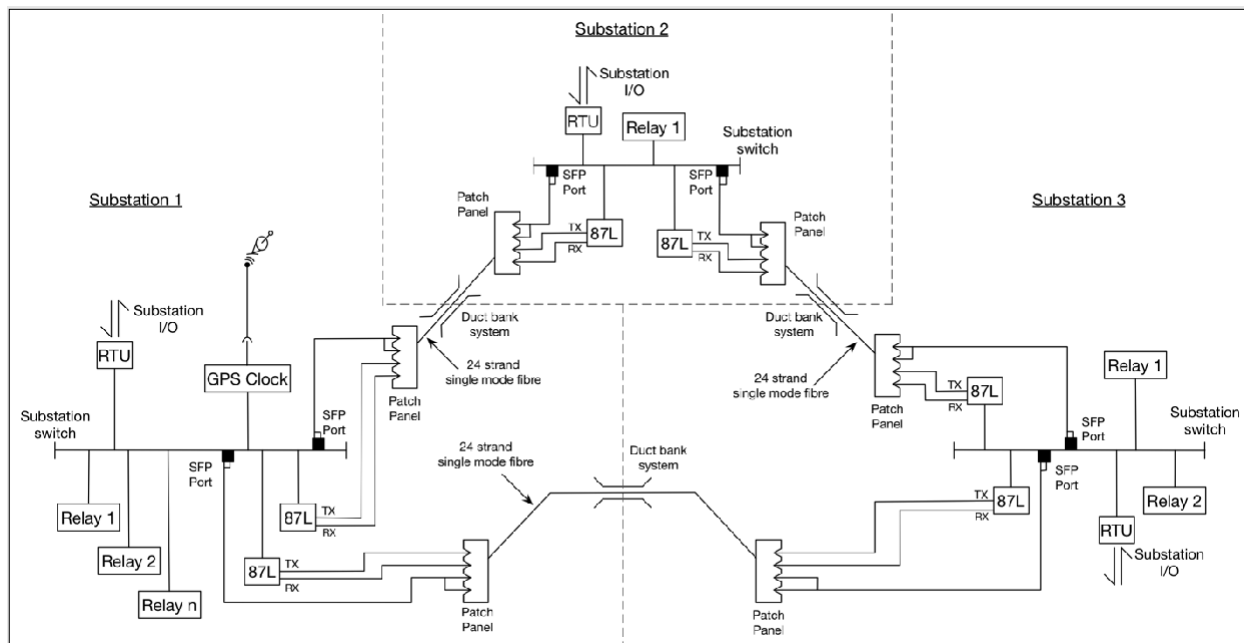 Substation 2
Substation
I/O
RTU
Relay 1
Substation
switch
SFP
Port
SFP
Port
Patch
Panel
TX
RX
87L
87L
TX
RX
Patch
Panel
Duct bank
system
Duct bank
system
Substation 1
Substation
I/O
RTU
GPS Clock
Substation
switch
SFP
Port
SFP
Port
Patch
Panel
24 strand
single mode fibre
Relay 1
Relay 2
Relay n
87L
TX
RX
87L
TX
RX
24 strand
single mode fibre
Patch
Panel
Duct bank
system
Substation 3
24 strand
single mode fibre
Patch
Panel
TX
RX
87L
Relay 1
SFP
Port
Substation
switch
SFP
Port
TX
RX
87L
Relay 2
RTU
Substation
I/O
Patch
Panel